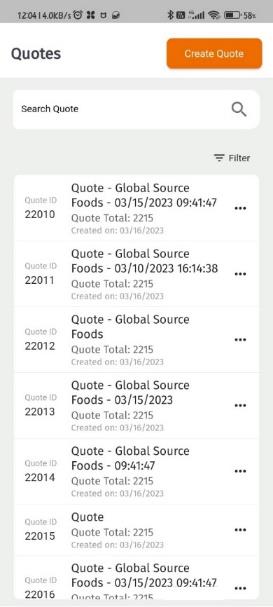 12:04 | 4.0KB/s
58%
Quotes
Create Quote
Search Quote
Filter
Quote ID
22010
Quote - Global Source
Foods - 03/15/2023 09:41:47
Quote Total: 2215
Created on: 03/16/2023
Quote ID
22011
Quote - Global Source
Foods - 03/10/2023 16:14:38
Quote Total: 2215
Created on: 03/16/2023
Quote ID
22012
Quote - Global Source
Foods
Quote Total: 2215
Created on: 03/16/2023
Quote ID
22013
Quote - Global Source
Foods - 03/15/2023
Quote Total: 2215
Created on: 03/16/2023
Quote ID
22014
Quote - Global Source
Foods - 09:41:47
Quote Total: 2215
Created on: 03/16/2023
Quote ID
22015
Quote
Quote Total: 2215
Created on: 03/16/2023
Quote ID
22016
Quote - Global Source
Foods - 03/15/2023 09:41:47
Quote Total: 2215